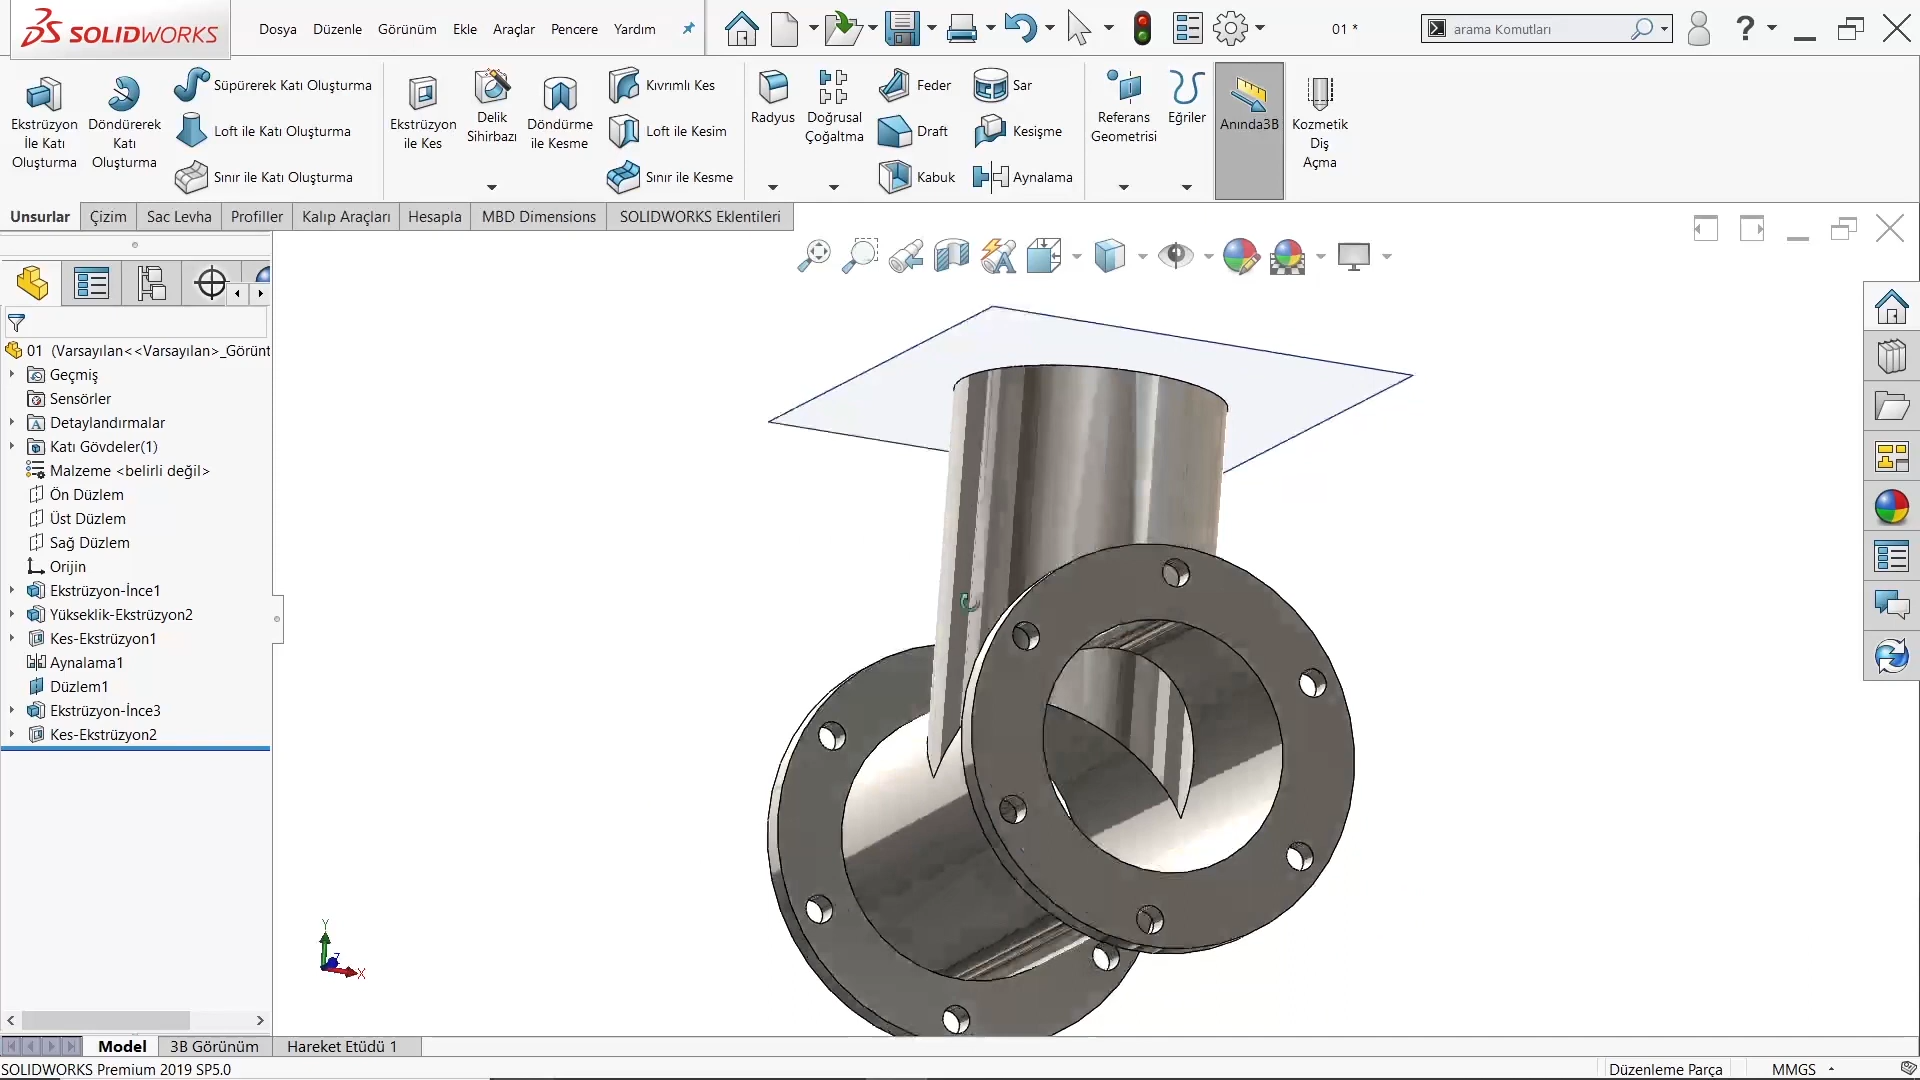 SOLIDWORKS
Dosya Düzenle Görünüm Ekle Araçlar Pencere Yardım
01 *
arama Komutları
Ekstrüzyon İle Katı Oluşturma
Döndürerek Katı Oluşturma
Süpürerek Katı Oluşturma
Loft ile Katı Oluşturma
Sınır ile Katı Oluşturma
Ekstrüzyon ile Kes
Delik Sihirbazı
Döndürme ile Kesme
Kıvrımlı Kes
Loft ile Kesim
Sınır ile Kesme
Radyus
Doğrusal Çoğaltma
Feder
Draft
Kabuk
Sar
Kesişme
Aynalama
Referans Geometrisi
Eğriler
Anında3B
Kozmetik Diş Açma
Unsurlar Çizim Sac Levha Profiller Kalıp Araçları Hesapla MBD Dimensions SOLIDWORKS Eklentileri
01 (Varsayılan<<Varsayılan>_Görünt
Geçmiş
Sensörler
Detaylandırmalar
Katı Gövdeler(1)
Malzeme <belirli değil>
Ön Düzlem
Üst Düzlem
Sağ Düzlem
Orijin
Ekstrüzyon-İnce1
Yükseklik-Ekstrüzyon2
Kes-Ekstrüzyon1
Aynalama1
Düzlem1
Ekstrüzyon-İnce3
Kes-Ekstrüzyon2
Y
Z
X
Model 3B Görünüm Hareket Etüdü 1
SOLIDWORKS Premium 2019 SP5.0
Düzenleme Parça
MMGS